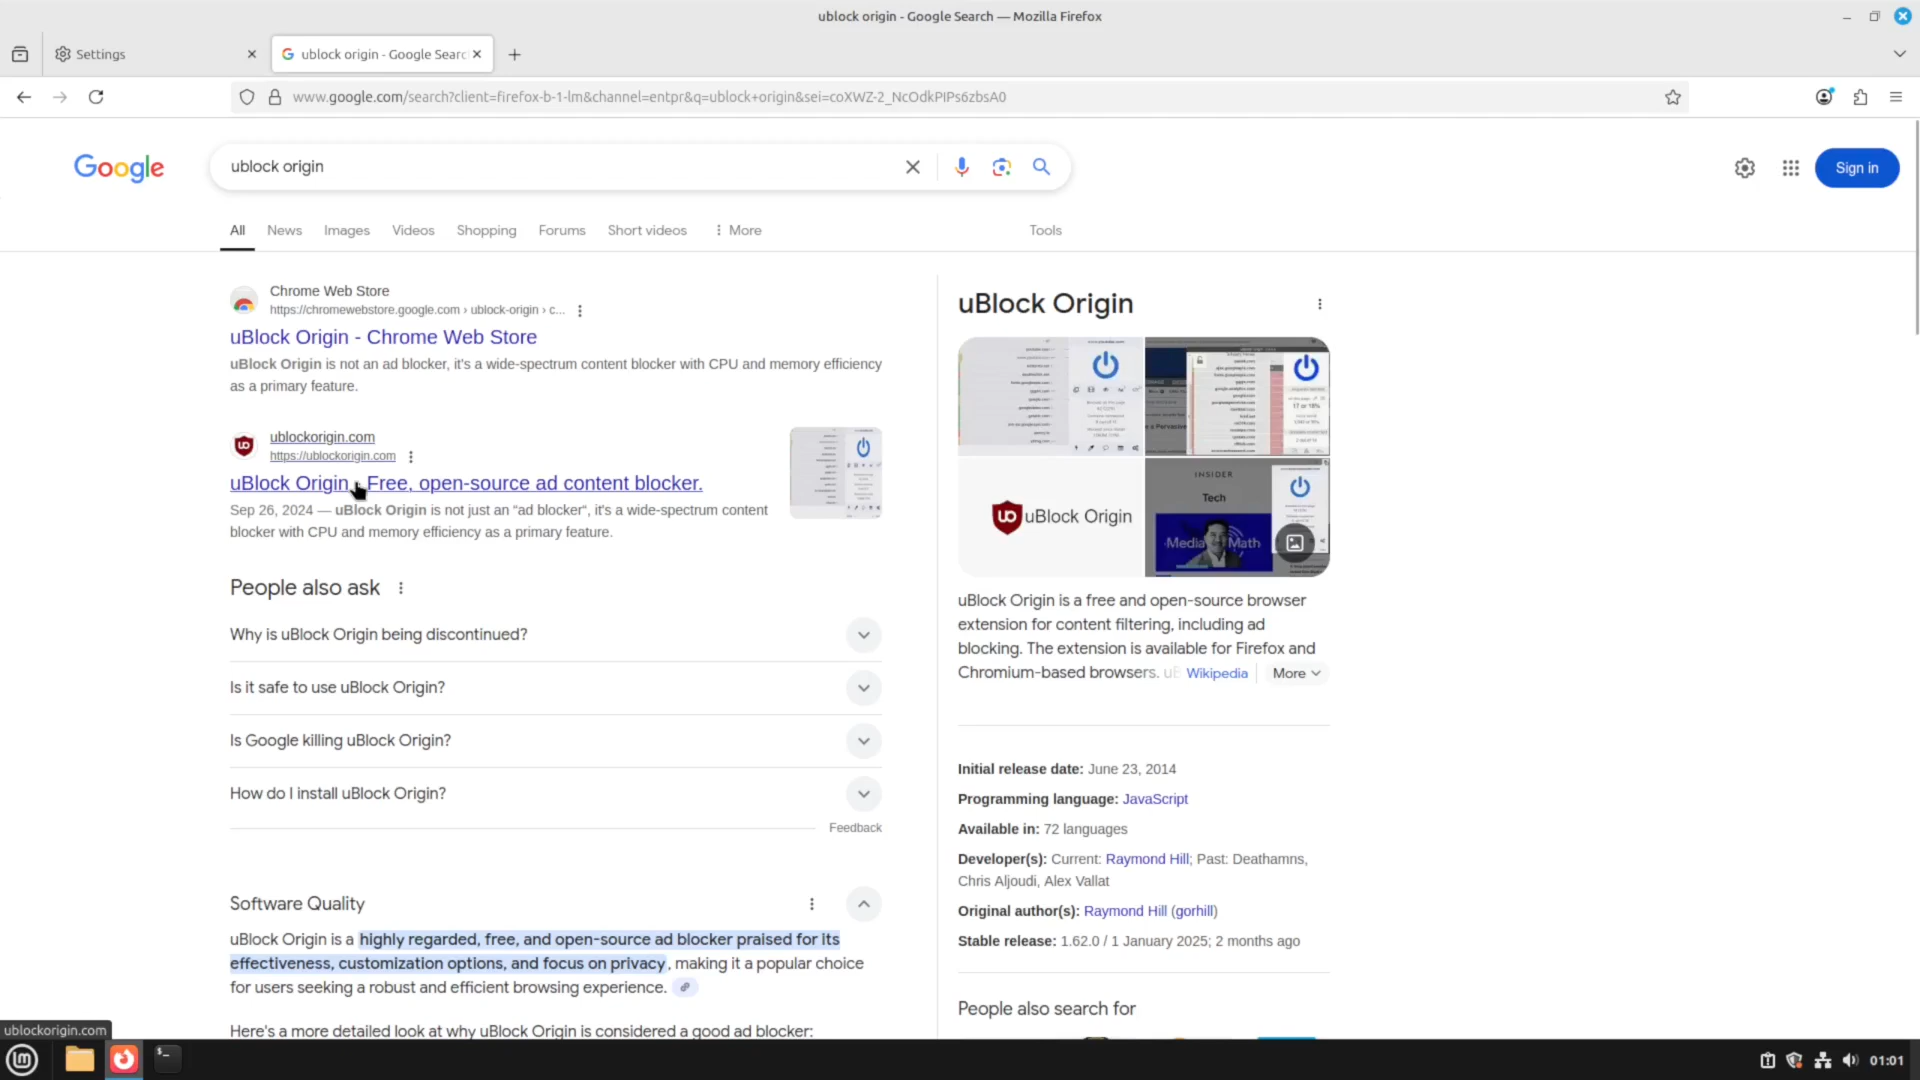 ublock origin - Google Search — Mozilla Firefox
Settings
ublock origin - Google Searc
www.google.com/search?client=firefox-b-1-lm&channel=entpr&q=ublock+origin&sei=coXWZ-2_NcOdkPIPs6zbsA0
Google
ublock origin
Sign in
All
News
Images
Videos
Shopping
Forums
Short videos
More
Tools
Chrome Web Store
https://chromewebstore.google.com › ublock-origin › c...
uBlock Origin - Chrome Web Store
uBlock Origin is not an ad blocker, it's a wide-spectrum content blocker with CPU and memory efficiency
as a primary feature.
ublockorigin.com
https://ublockorigin.com
uBlock Origin - Free, open-source ad content blocker.
Sep 26, 2024 — uBlock Origin is not just an “ad blocker“, it's a wide-spectrum content
blocker with CPU and memory efficiency as a primary feature.
People also ask
Why is uBlock Origin being discontinued?
Is it safe to use uBlock Origin?
Is Google killing uBlock Origin?
How do I install uBlock Origin?
Feedback
Software Quality
uBlock Origin is a highly regarded, free, and open-source ad blocker praised for its
effectiveness, customization options, and focus on privacy, making it a popular choice
for users seeking a robust and efficient browsing experience.
Here's a more detailed look at why uBlock Origin is considered a good ad blocker:
uBlock Origin
uBlock Origin
INSIDER
Tech
Media Math
uBlock Origin is a free and open-source browser
extension for content filtering, including ad
blocking. The extension is available for Firefox and
Chromium-based browsers. uB Wikipedia
More
Initial release date: June 23, 2014
Programming language: JavaScript
Available in: 72 languages
Developer(s): Current: Raymond Hill; Past: Deathamns,
Chris Aljoudi, Alex Vallat
Original author(s): Raymond Hill (gorhill)
Stable release: 1.62.0 / 1 January 2025; 2 months ago
People also search for
ublockorigin.com
01:01